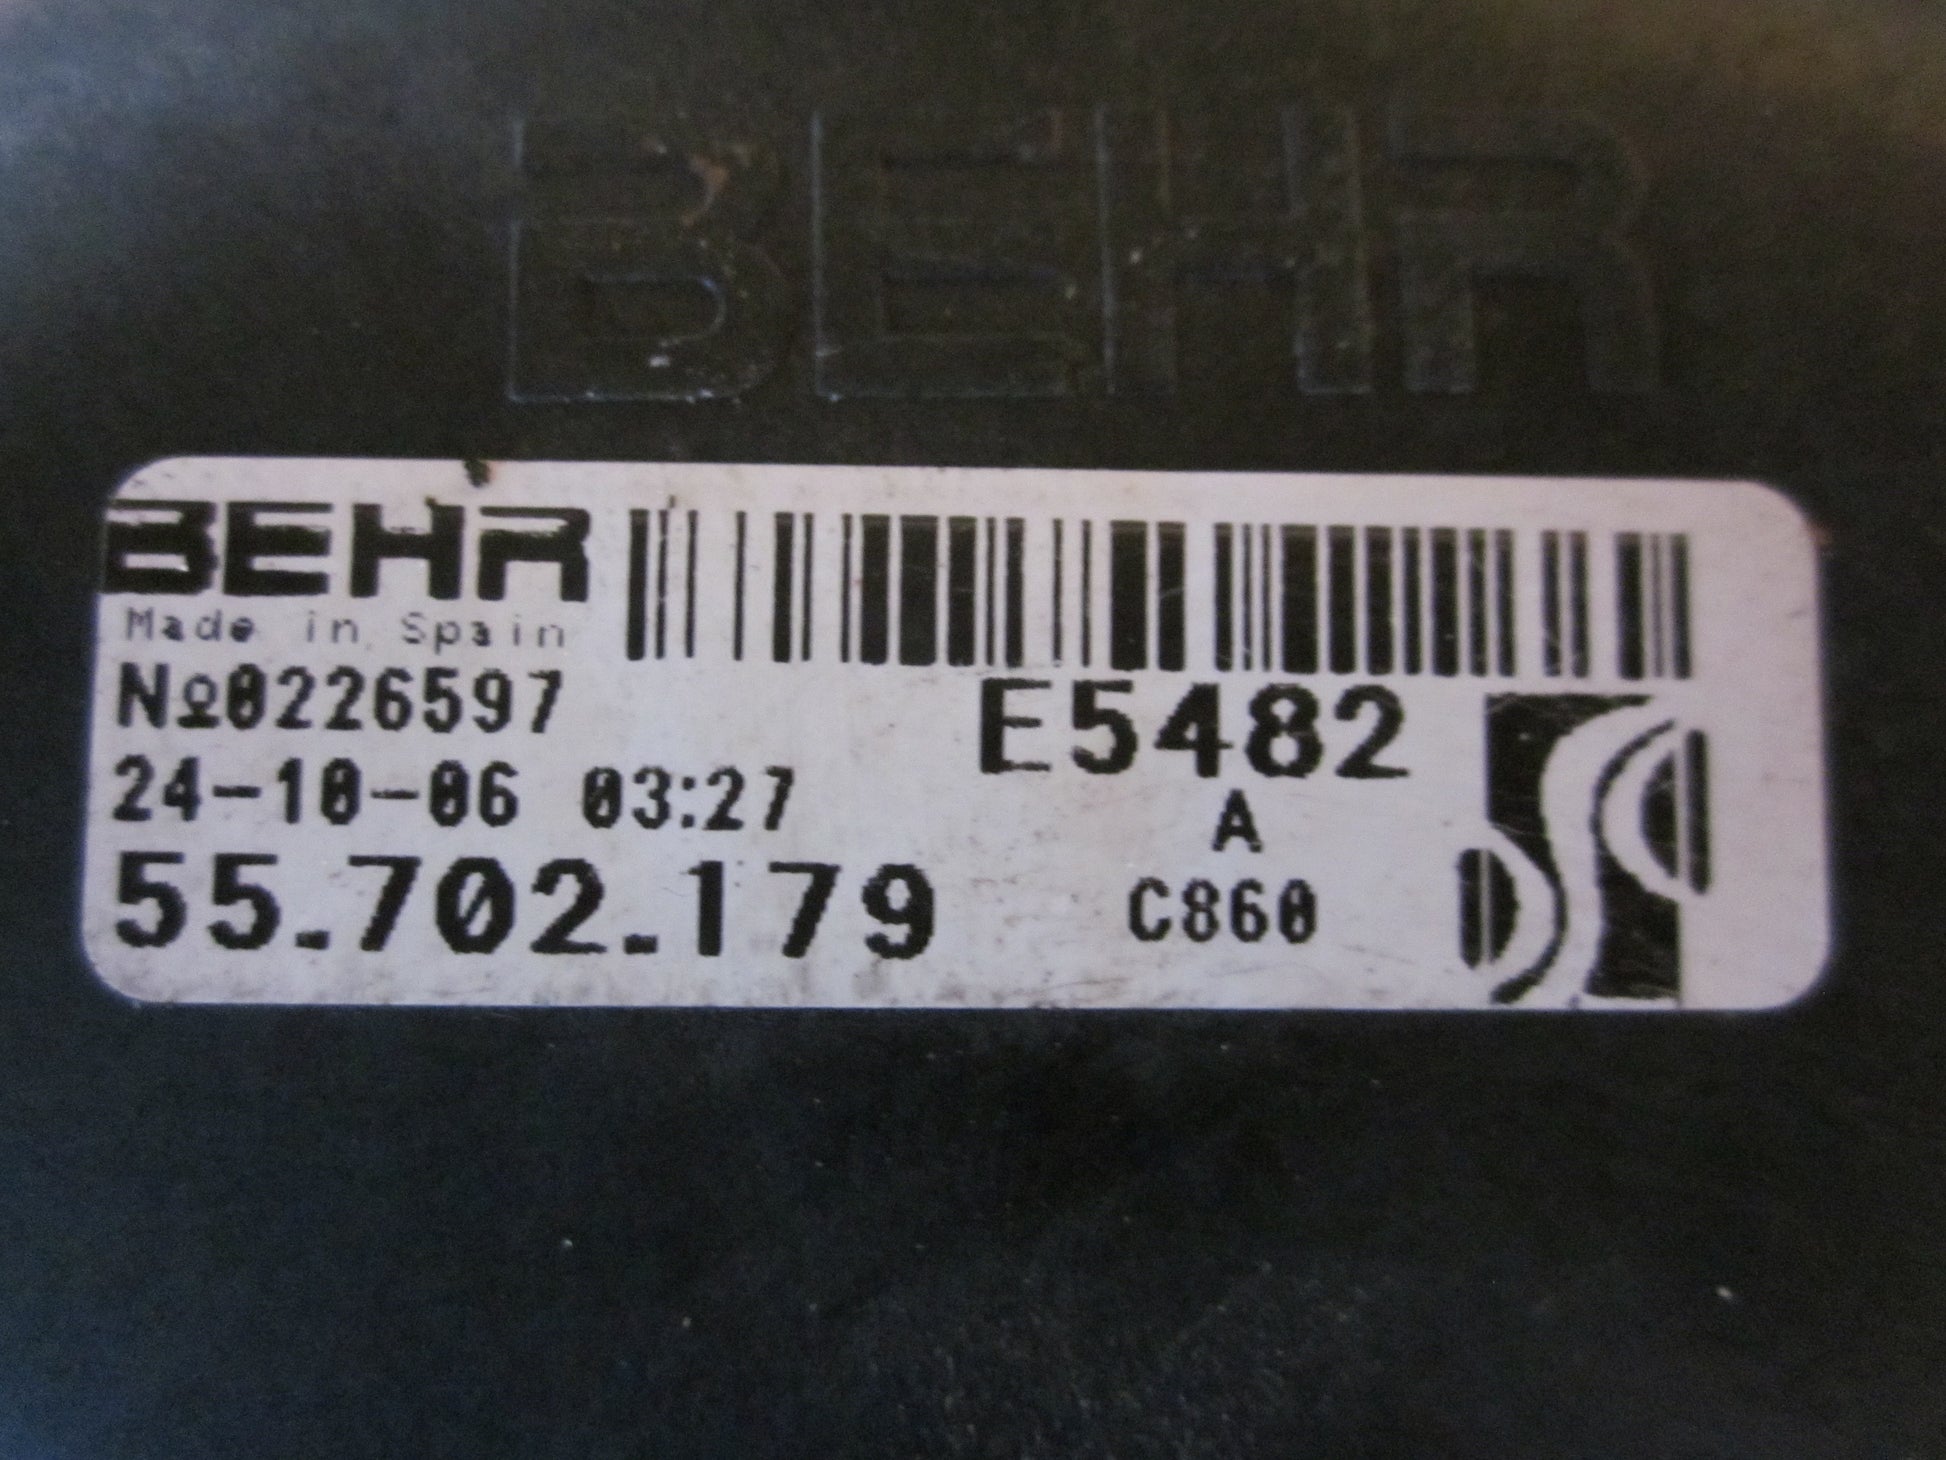 BEHR
BEHR
Made in Spain
Nº0226597
E5482
24-10-06 03:27
A
55.702.179
C860